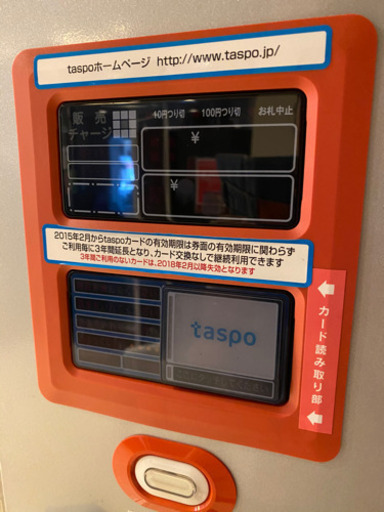 taspoホームページ http://www.taspo.jp/
販売 10円つり切 100円つり切 お札中止
チャージ
¥
¥
2015年2月からtaspoカードの有効期限は券面の有効期限に関わらず
ご利用毎に3年間延長となり、カード交換なしで継続利用できます
3年間ご利用のないカードは、2018年2月以降失効となります
taspo
カード読み取り部